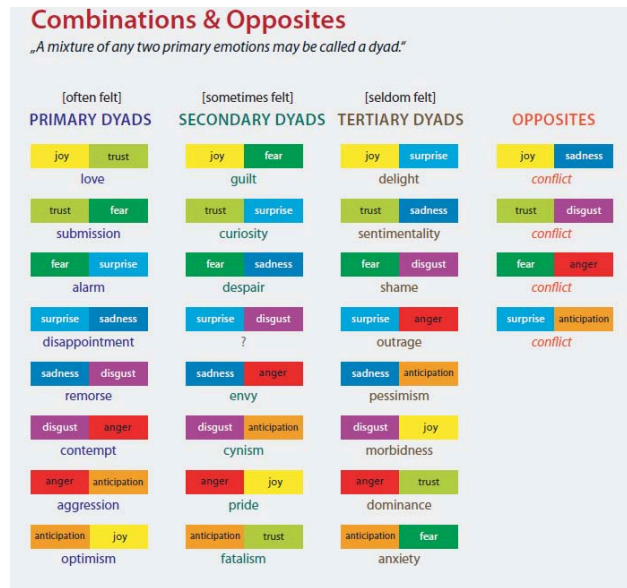 Combinations & Opposites
„A mixture of any two primary emotions may be called a dyad.“
[often felt] [sometimes felt] [seldom felt]
PRIMARY DYADS SECONDARY DYADS TERTIARY DYADS OPPOSITES
joy trust joy fear joy surprise joy sadness
love guilt delight conflict
trust fear trust surprise trust sadness trust disgust
submission curiosity sentimentality conflict
fear surprise fear sadness fear disgust fear anger
alarm despair shame conflict
surprise sadness surprise disgust surprise anger surprise anticipation
disappointment ? outrage conflict
sadness disgust sadness anger sadness anticipation
remorse envy pessimism
disgust anger disgust anticipation disgust joy
contempt cynism morbidness
anger anticipation anger joy anger trust
aggression pride dominance
anticipation joy anticipation trust anticipation fear
optimism fatalism anxiety